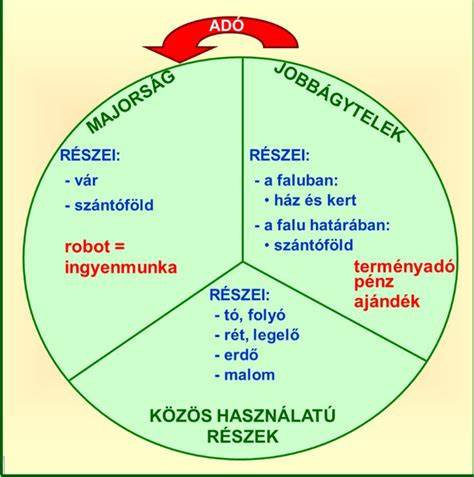 ADÓ
MAJORSÁG
RÉSZEI:
- vár
- szántóföld
robot =
ingyenmunka
JOBBÁGYTELEK
RÉSZEI:
- a faluban:
• ház és kert
- a falu határában:
• szántóföld
terményadó
pénz
ajándék
RÉSZEI:
- tó, folyó
- rét, legelő
- erdő
- malom
KÖZÖS HASZNÁLATÚ
RÉSZEK